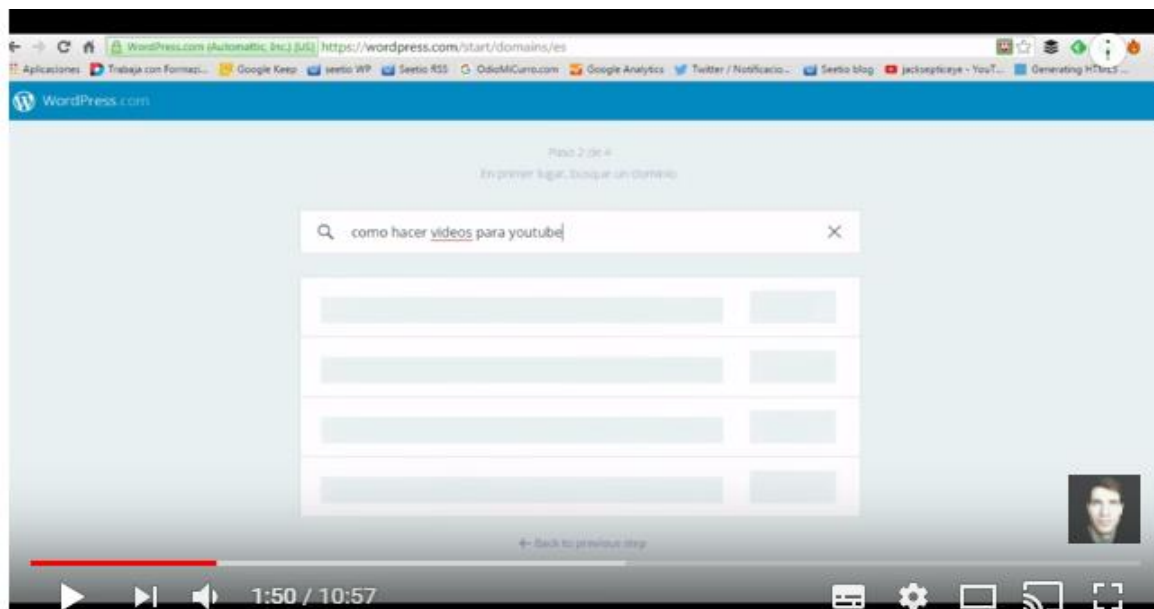 WordPress.com (Automattic, Inc.) [US] https://wordpress.com/start/domains/es
Aplicaciones Trabaja con Formazi... Google Keep seetio WP Seetio RSS OdioMiCurro.com Google Analytics Twitter / Notificacio... Seetio blog jacksepticeye - YouT... Generating HTML5 ...
WordPress.com
Paso 2 de 4
En primer lugar, busque un dominio.
como hacer videos para youtube
← Back to previous step
1:50 / 10:57